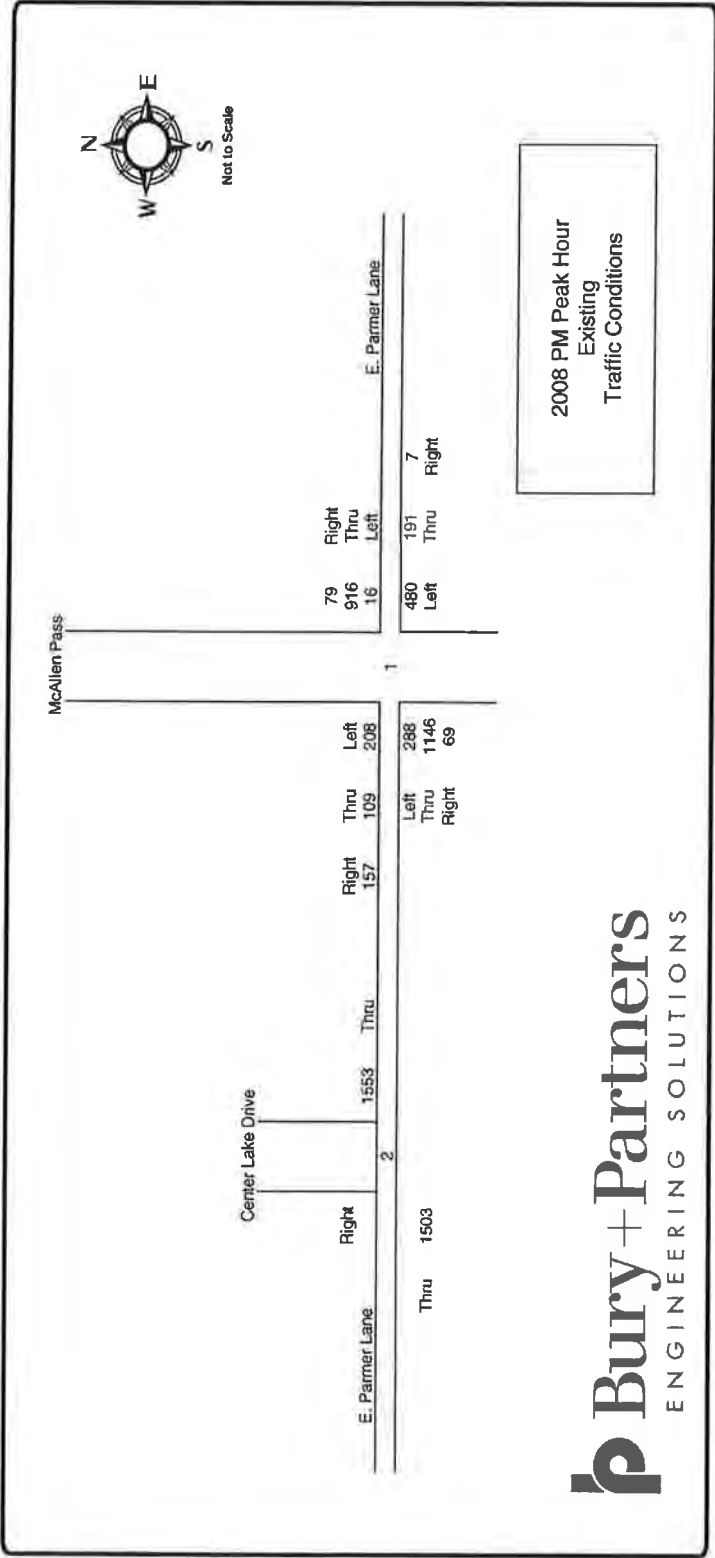 McAllen Pass
N
W E
S
Not to Scale
Center Lake Drive
79 Right
916 Thru
16 Left
E. Parmer Lane
Right Thru Left
157 109 208
1553 Thru
Right
E. Parmer Lane
2
1
Thru 1503
Left 288
Thru 1146
Right 69
480 191 7
Left Thru Right
2008 PM Peak Hour
Existing
Traffic Conditions
Bury+Partners
ENGINEERING SOLUTIONS